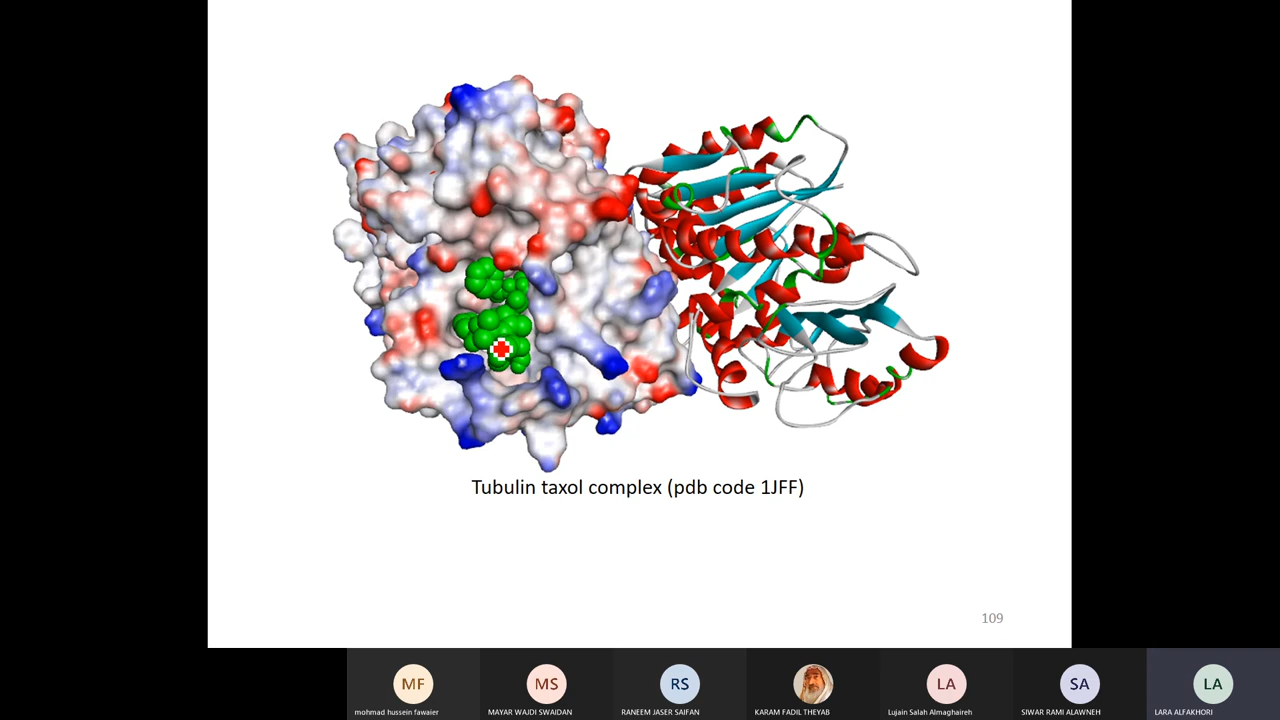 Tubulin taxol complex (pdb code 1JFF)
109
MF
MS
RS
LA
SA
LA
mohmad hussein fawaier
MAYAR WAJDI SWAIDAN
RANEEM JASER SAIFAN
KARAM FADIL THEYAB
Lujain Salah Almaghaireh
SIWAR RAMI ALAWNEH
LARA ALFAKHORI